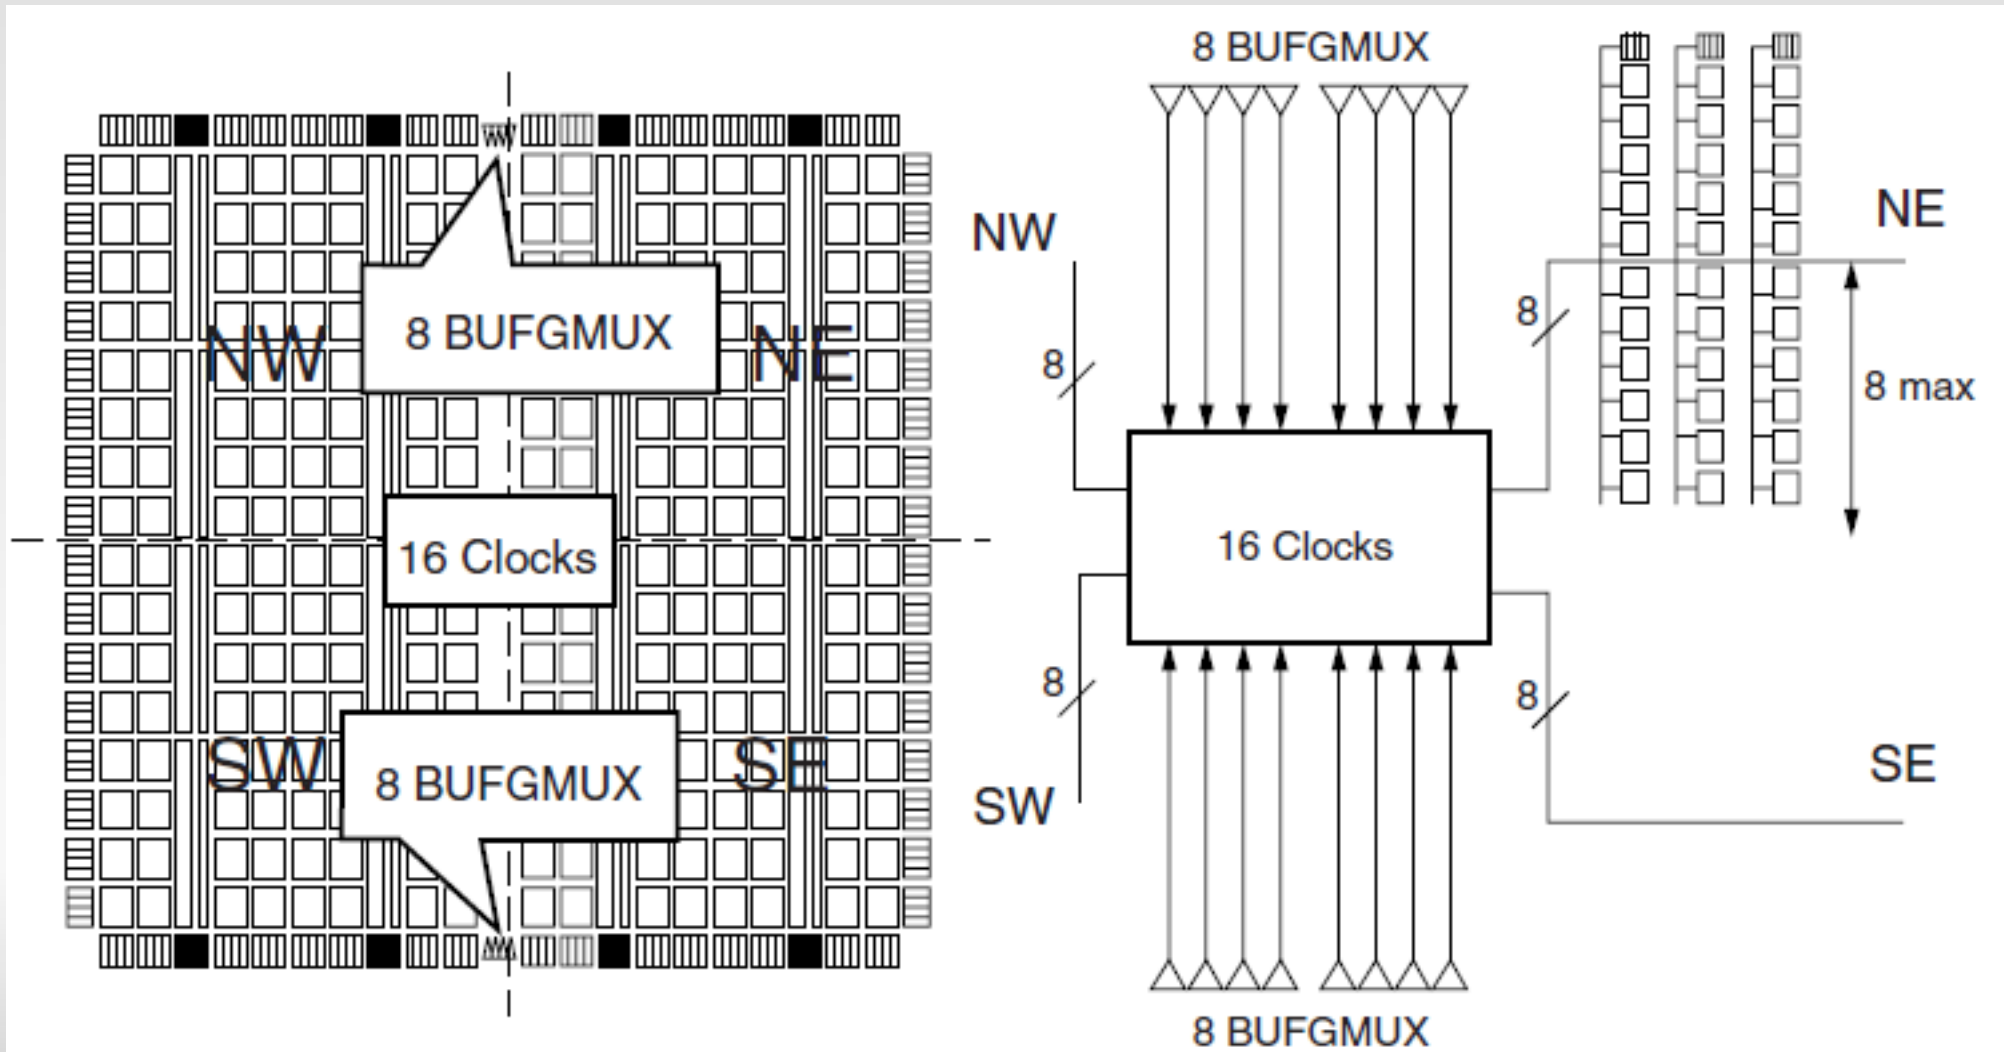 8 BUFGMUX
NW
NE
16 Clocks
SW
8 BUFGMUX
SE
8 BUFGMUX
NW
8
8
NE
8 max
16 Clocks
8
8
SW
SE
8 BUFGMUX